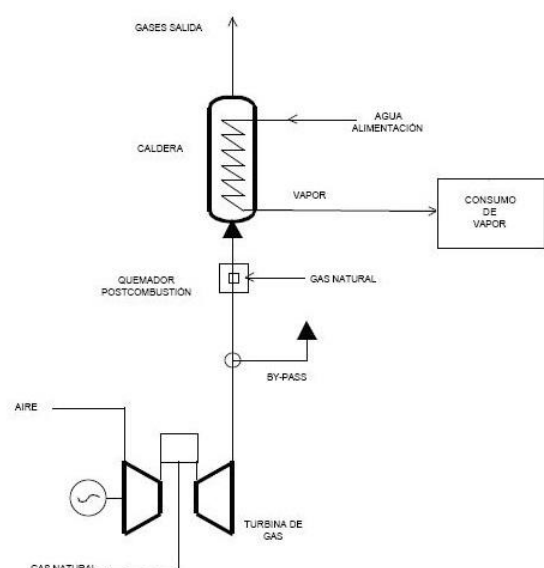 GASES SALIDA
AGUA
ALIMENTACIÓN
CALDERA
VAPOR
CONSUMO
DE
VAPOR
QUEMADOR
POSTCOMBUSTIÓN
GAS NATURAL
BY-PASS
AIRE
TURBINA DE
GAS
GAS NATURAL